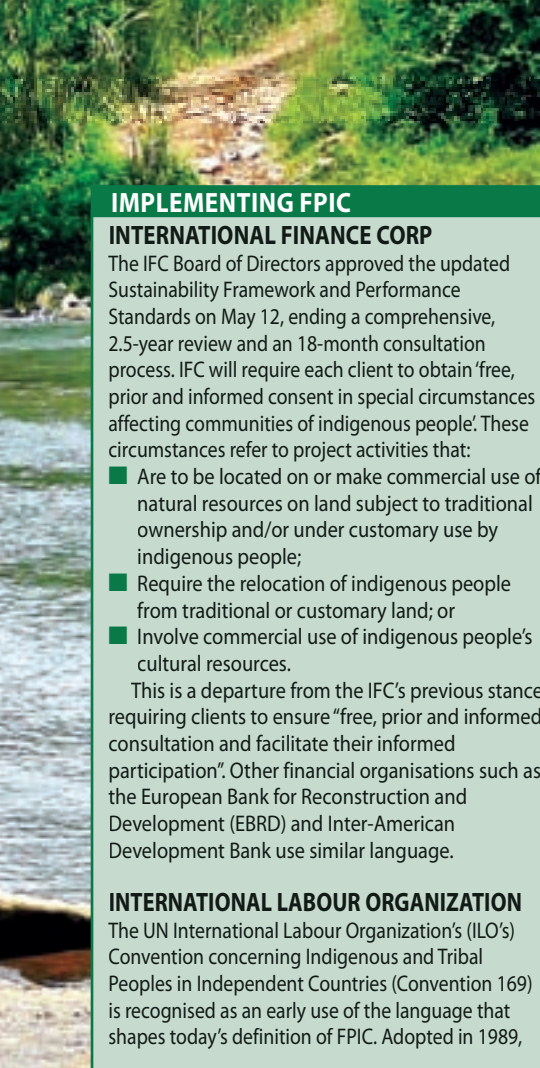 IMPLEMENTING FPIC
INTERNATIONAL FINANCE CORP
The IFC Board of Directors approved the updated
Sustainability Framework and Performance
Standards on May 12, ending a comprehensive,
2.5-year review and an 18-month consultation
process. IFC will require each client to obtain ‘free,
prior and informed consent in special circumstances
affecting communities of indigenous people’. These
circumstances refer to project activities that:
■ Are to be located on or make commercial use of
natural resources on land subject to traditional
ownership and/or under customary use by
indigenous people;
■ Require the relocation of indigenous people
from traditional or customary land; or
■ Involve commercial use of indigenous people’s
cultural resources.
This is a departure from the IFC’s previous stance
requiring clients to ensure “free, prior and informed
consultation and facilitate their informed
participation”. Other financial organisations such as
the European Bank for Reconstruction and
Development (EBRD) and Inter-American
Development Bank use similar language.
INTERNATIONAL LABOUR ORGANIZATION
The UN International Labour Organization’s (ILO’s)
Convention concerning Indigenous and Tribal
Peoples in Independent Countries (Convention 169)
is recognised as an early use of the language that
shapes today’s definition of FPIC. Adopted in 1989,